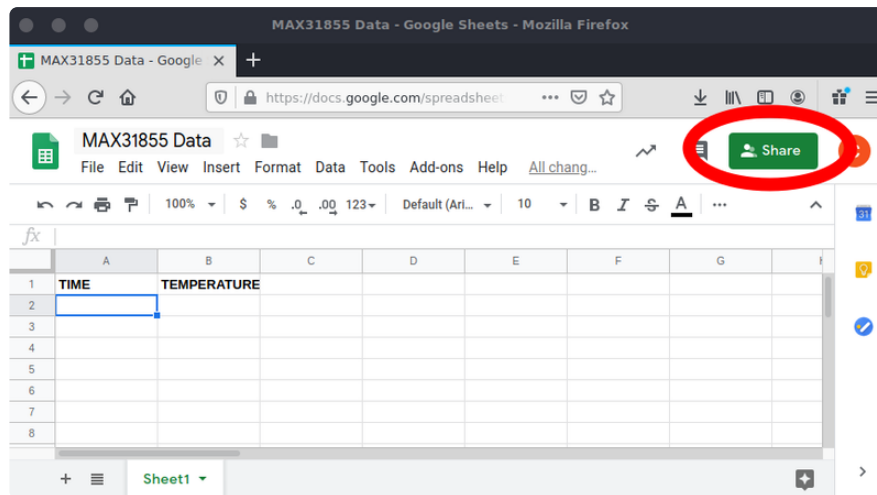 MAX31855 Data - Google Sheets - Mozilla Firefox
MAX31855 Data - Google
https://docs.google.com/spreadsheet
MAX31855 Data
Share
File Edit View Insert Format Data Tools Add-ons Help All chang...
100% $ % .0 .00 123 Default (Ari... 10 B I S A ...
31
fx
A B C D E F G
1 TIME TEMPERATURE
2
3
4
5
6
7
8
+ Sheet1